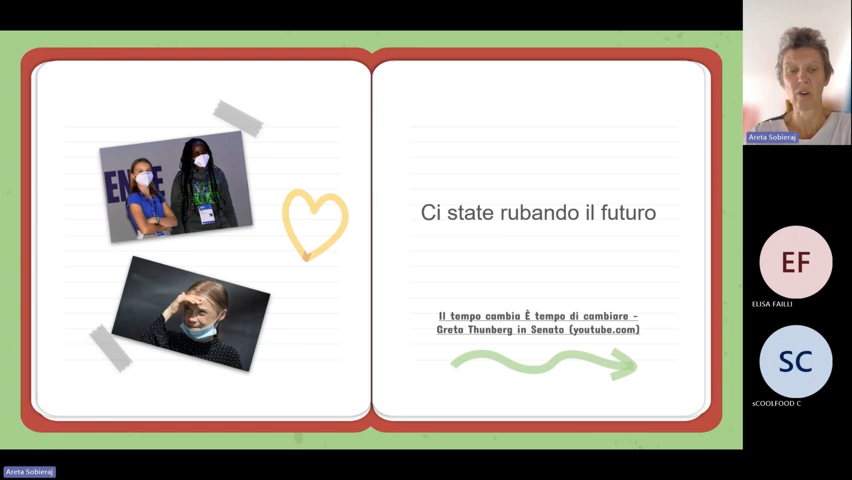 Ci state rubando il futuro
Il tempo cambia È tempo di cambiare -
Greta Thunberg in Senato (youtube.com)
Areta Sobieraj
EF
ELISA FAILLI
SC
sCOOLFOOD C
Areta Sobieraj